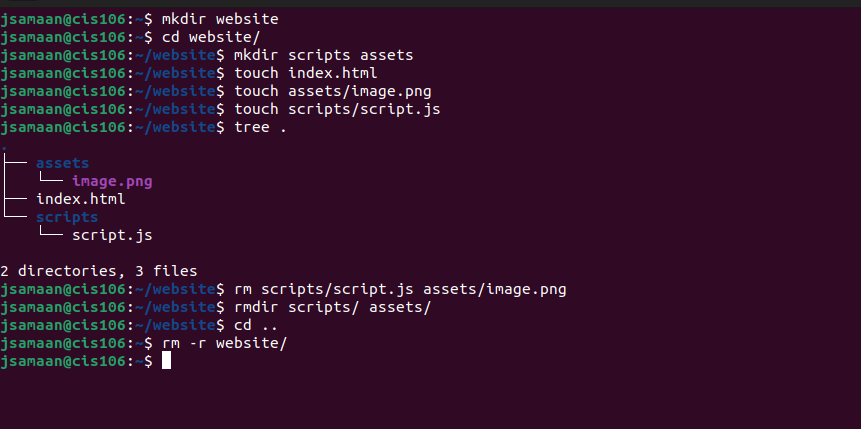 jsamaan@cis106:~$ mkdir website
jsamaan@cis106:~$ cd website/
jsamaan@cis106:~/website$ mkdir scripts assets
jsamaan@cis106:~/website$ touch index.html
jsamaan@cis106:~/website$ touch assets/image.png
jsamaan@cis106:~/website$ touch scripts/script.js
jsamaan@cis106:~/website$ tree .
.
├── assets
│   └── image.png
├── index.html
└── scripts
    └── script.js

2 directories, 3 files
jsamaan@cis106:~/website$ rm scripts/script.js assets/image.png
jsamaan@cis106:~/website$ rmdir scripts/ assets/
jsamaan@cis106:~/website$ cd ..
jsamaan@cis106:~$ rm -r website/
jsamaan@cis106:~$